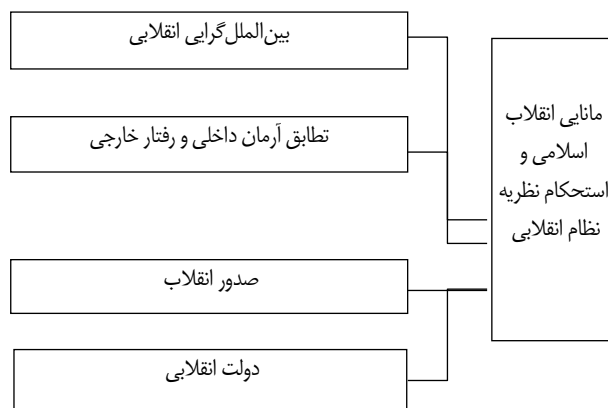 بین‌الملل‌گرایی انقلابی
تطابق آرمان داخلی و رفتار خارجی
صدور انقلاب
دولت انقلابی
مانایی انقلاب
اسلامی و
استحکام نظریه
نظام انقلابی